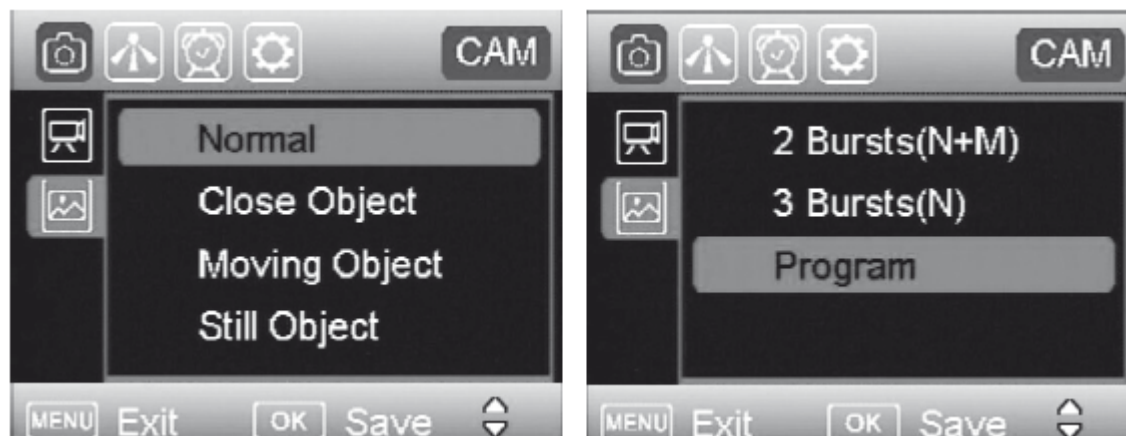 CAM
Normal
Close Object
Moving Object
Still Object
MENU Exit OK Save
CAM
2 Bursts(N+M)
3 Bursts(N)
Program
MENU Exit OK Save